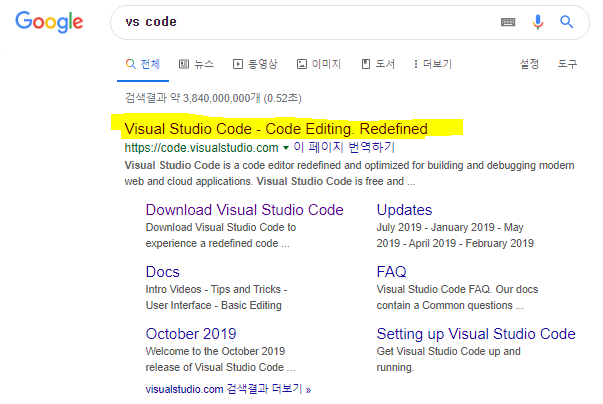 Google
vs code
전체 뉴스 동영상 이미지 도서 더보기 설정 도구
검색결과 약 3,840,000,000개 (0.52초)
Visual Studio Code - Code Editing. Redefined
https://code.visualstudio.com ▼ 이 페이지 번역하기
Visual Studio Code is a code editor redefined and optimized for building and debugging modern
web and cloud applications. Visual Studio Code is free and ...
Download Visual Studio Code
Download Visual Studio Code to
experience a redefined code ...
Updates
July 2019 - January 2019 - May
2019 - April 2019 - February 2019
Docs
Intro Videos - Tips and Tricks -
User Interface - Basic Editing
FAQ
Visual Studio Code FAQ. Our docs
contain a Common questions ...
October 2019
Welcome to the October 2019
release of Visual Studio Code ...
Setting up Visual Studio Code
Get Visual Studio Code up and
running.
visualstudio.com 검색결과 더보기 »